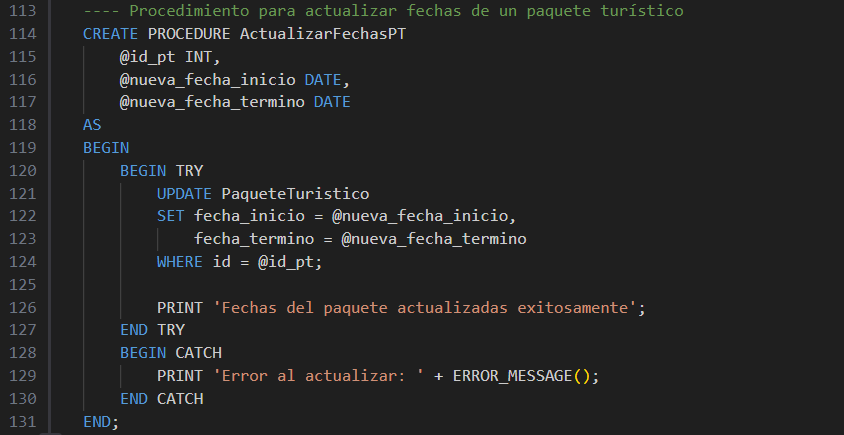 113 ---- Procedimiento para actualizar fechas de un paquete turístico
114 CREATE PROCEDURE ActualizarFechasPT
115     @id_pt INT,
116     @nueva_fecha_inicio DATE,
117     @nueva_fecha_termino DATE
118 AS
119 BEGIN
120     BEGIN TRY
121         UPDATE PaqueteTuristico
122         SET fecha_inicio = @nueva_fecha_inicio,
123             fecha_termino = @nueva_fecha_termino
124         WHERE id = @id_pt;
125
126         PRINT 'Fechas del paquete actualizadas exitosamente';
127     END TRY
128     BEGIN CATCH
129         PRINT 'Error al actualizar: ' + ERROR_MESSAGE();
130     END CATCH
131 END;